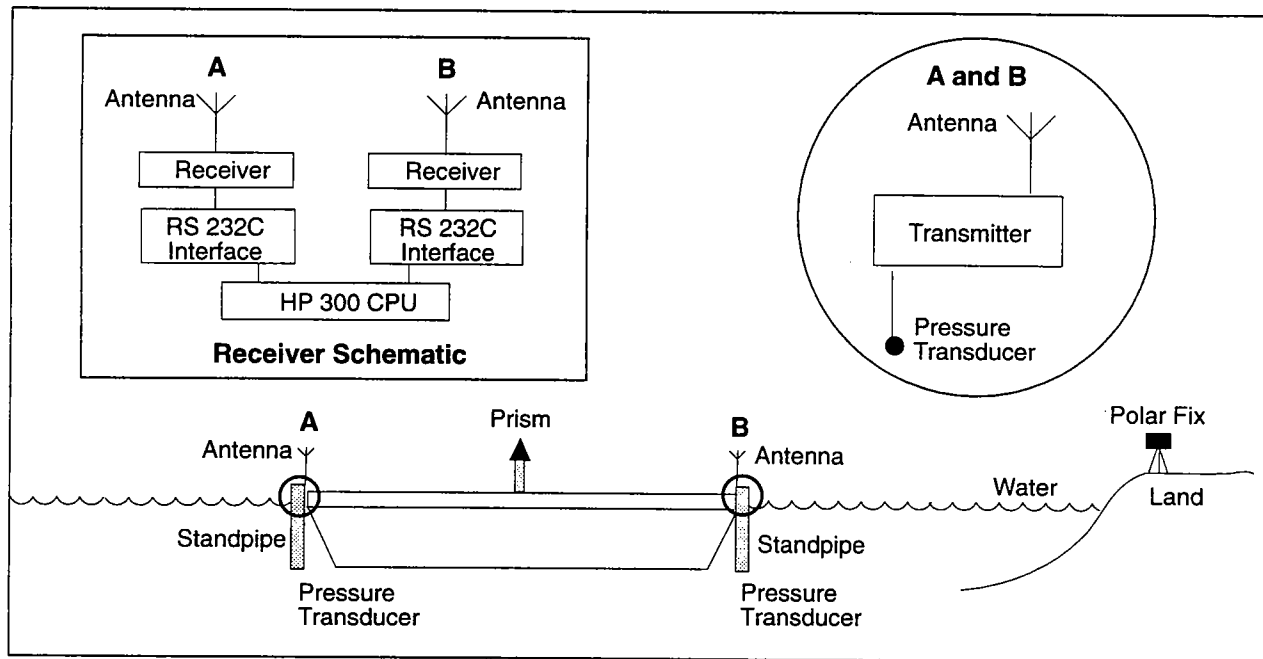 A
B
Antenna
Antenna
Receiver
Receiver
RS 232C
Interface
RS 232C
Interface
HP 300 CPU
Receiver Schematic
A and B
Antenna
Transmitter
Pressure
Transducer
A
Antenna
Prism
B
Antenna
Polar Fix
Water
Land
Standpipe
Standpipe
Pressure
Transducer
Pressure
Transducer